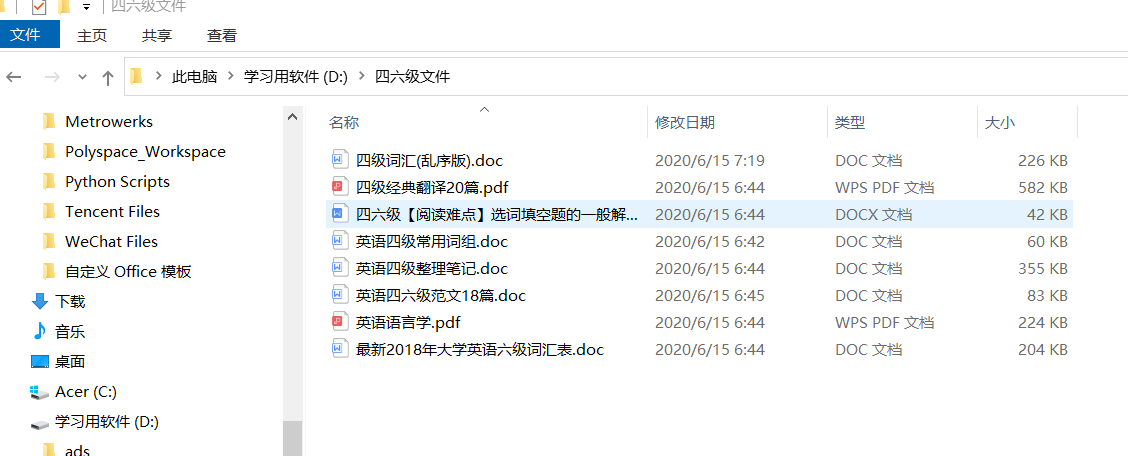 四六级文件
文件 主页 共享 查看
此电脑 学习用软件 (D:) 四六级文件
Metrowerks
Polyspace_Workspace
Python Scripts
Tencent Files
WeChat Files
自定义 Office 模板
下载
音乐
桌面
Acer (C:)
学习用软件 (D:)
ads
名称 修改日期 类型 大小
四级词汇(乱序版).doc 2020/6/15 7:19 DOC 文档 226 KB
四级经典翻译20篇.pdf 2020/6/15 6:44 WPS PDF 文档 582 KB
四六级【阅读难点】选词填空题的一般解... 2020/6/15 6:44 DOCX 文档 42 KB
英语四级常用词组.doc 2020/6/15 6:42 DOC 文档 60 KB
英语四级整理笔记.doc 2020/6/15 6:44 DOC 文档 355 KB
英语四六级范文18篇.doc 2020/6/15 6:45 DOC 文档 83 KB
英语语言学.pdf 2020/6/15 6:44 WPS PDF 文档 224 KB
最新2018年大学英语六级词汇表.doc 2020/6/15 6:44 DOC 文档 204 KB